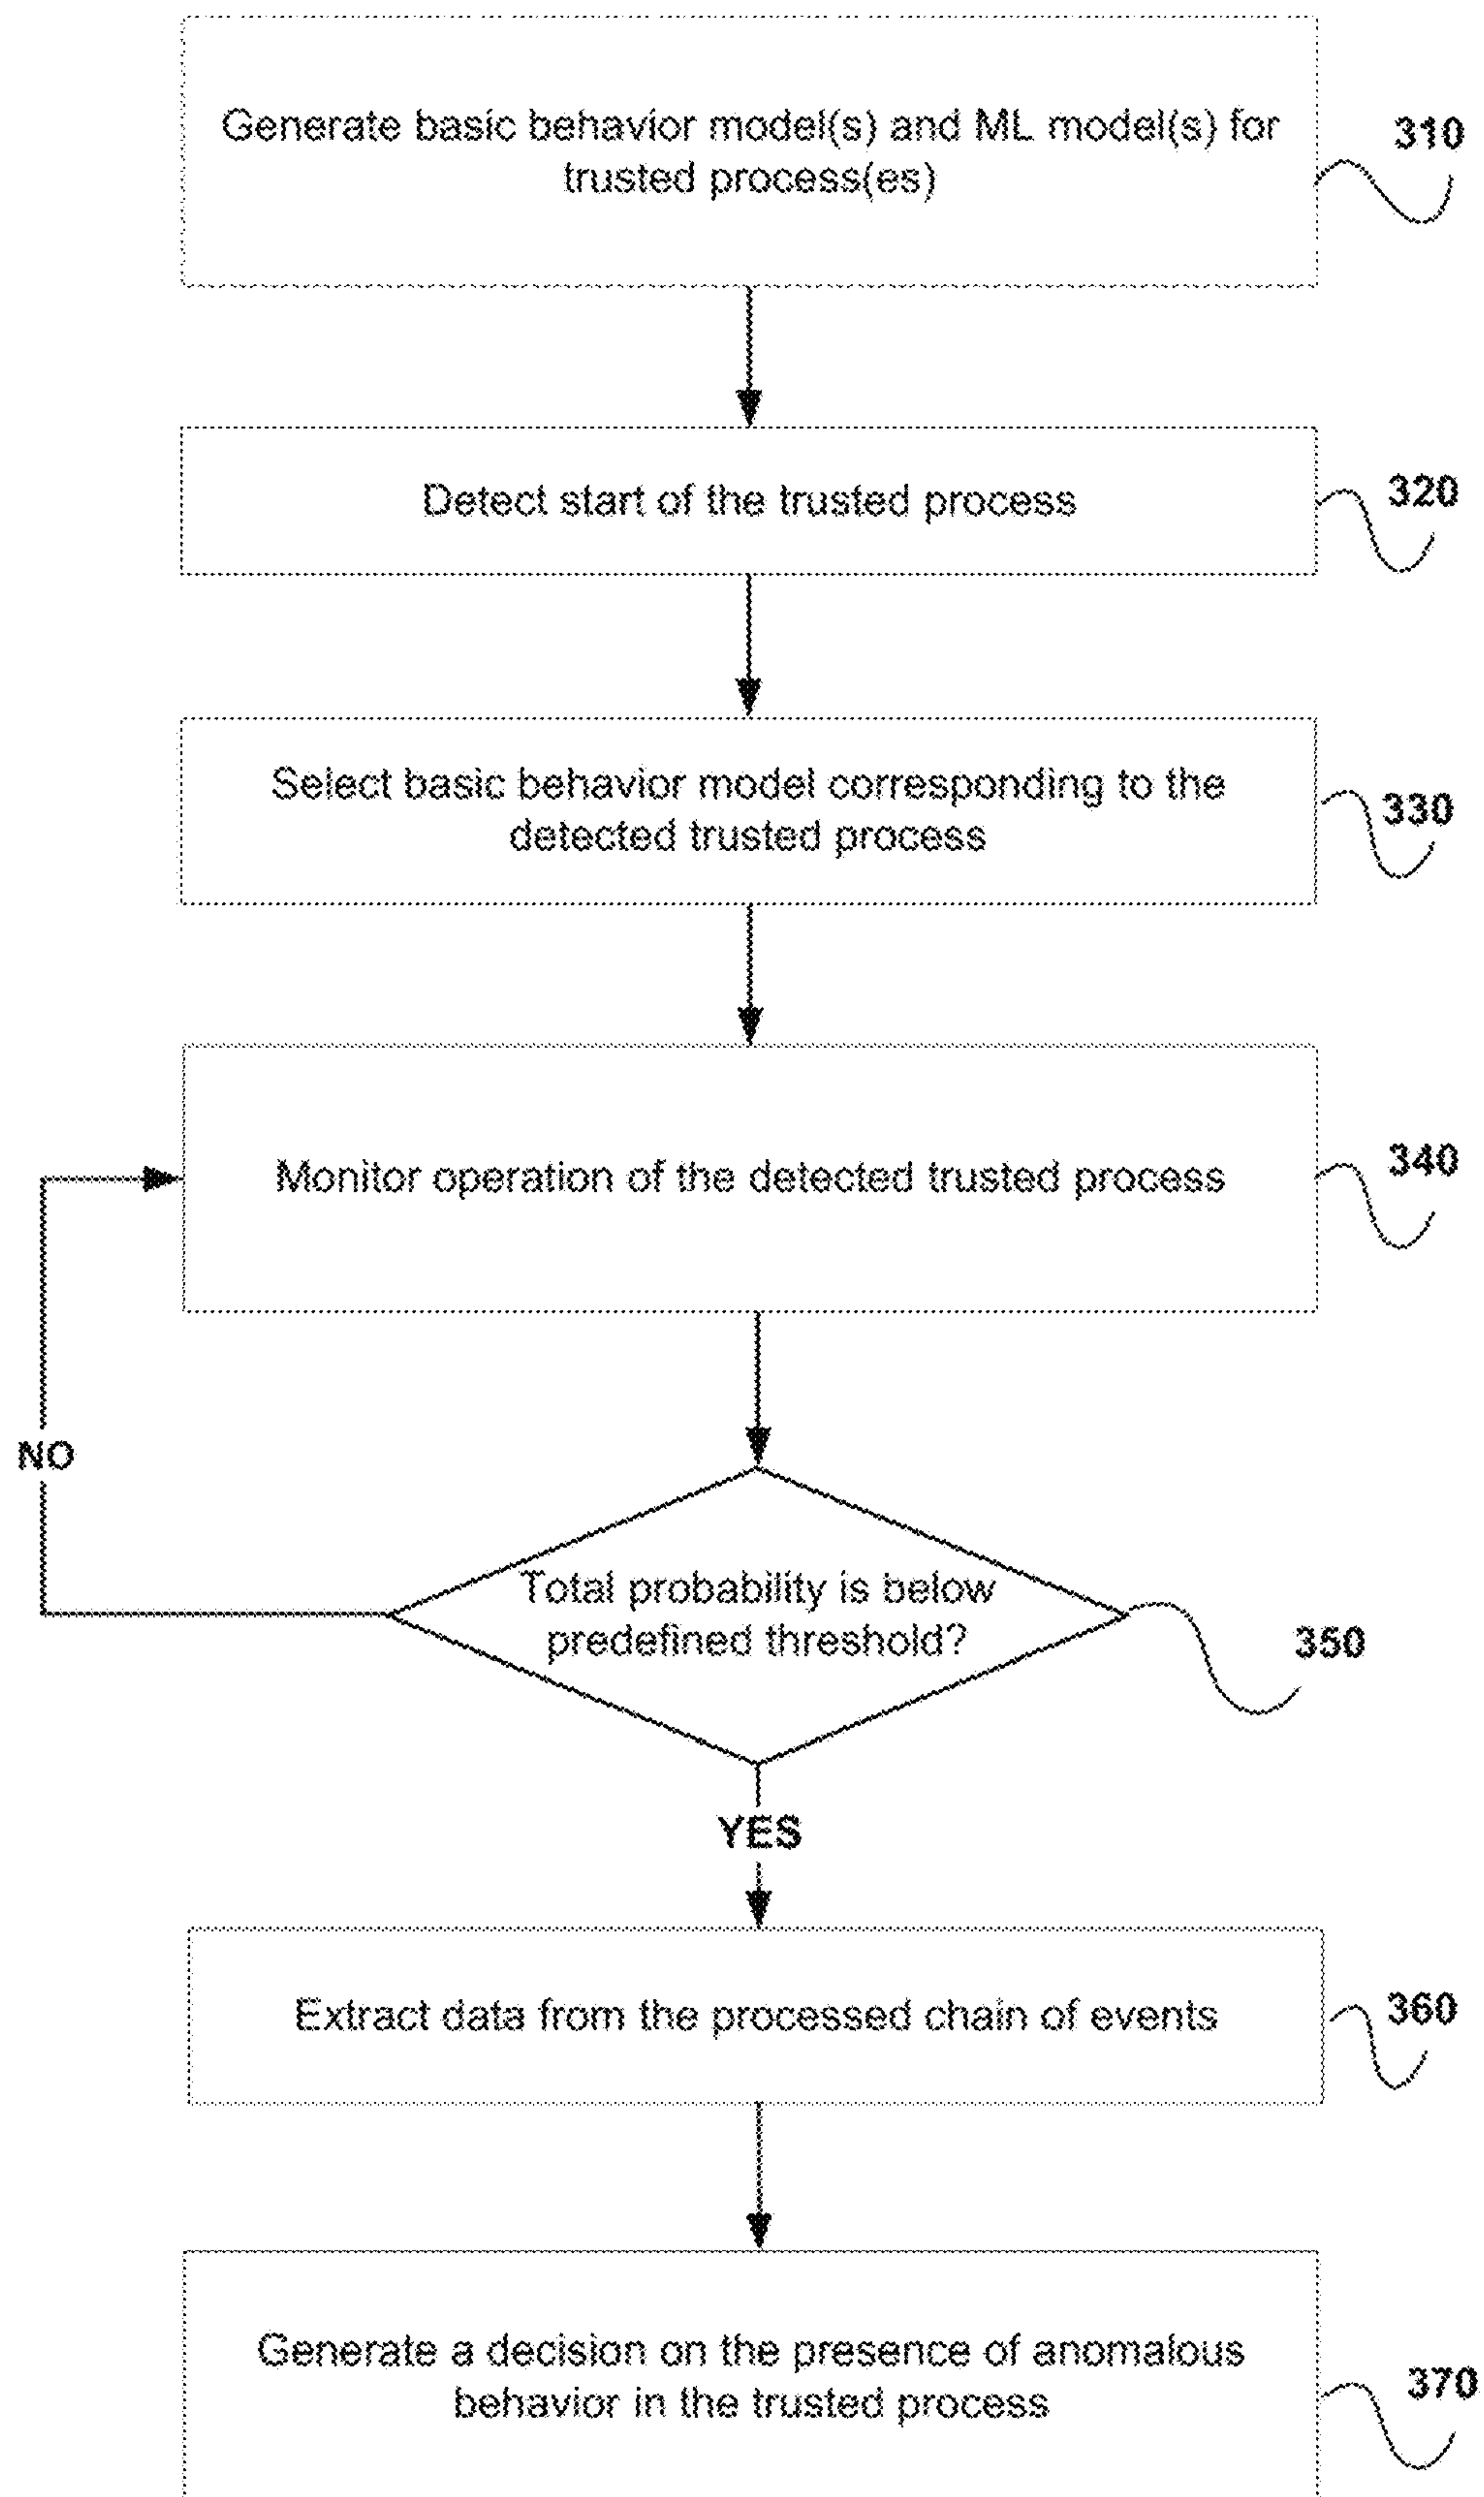 Generate basic behavior model(s) and ML model(s) for
trusted process(es)
310
Detect start of the trusted process
320
Select basic behavior model corresponding to the
detected trusted process
330
Monitor operation of the detected trusted process
340
NO
Total probability is below
predefined threshold?
350
YES
Extract data from the processed chain of events
360
Generate a decision on the presence of anomalous
behavior in the trusted process
370